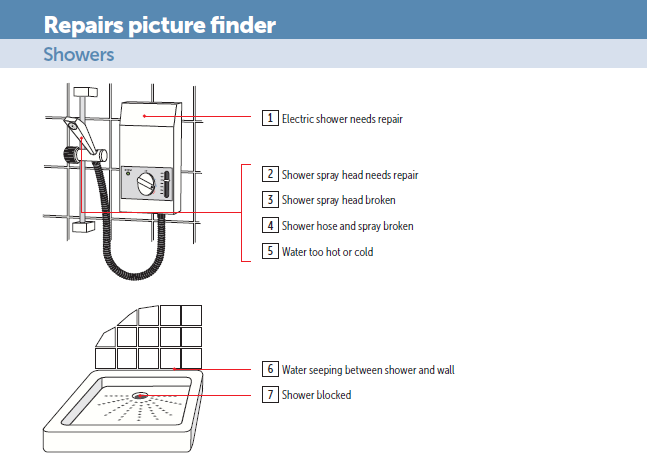 Repairs picture finder
Showers
1 Electric shower needs repair
2 Shower spray head needs repair
3 Shower spray head broken
4 Shower hose and spray broken
5 Water too hot or cold
6 Water seeping between shower and wall
7 Shower blocked